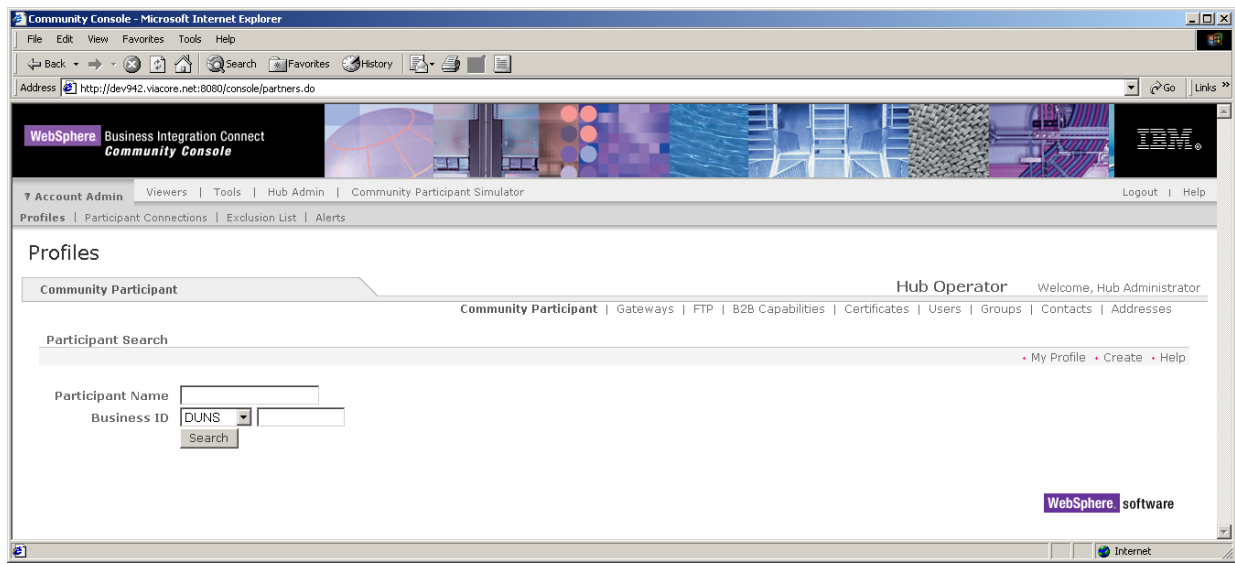 Community Console - Microsoft Internet Explorer
File Edit View Favorites Tools Help
Back Search Favorites History
Address http://dev942.viacore.net:8080/console/partners.do Go Links »
WebSphere. Business Integration Connect
Community Console
IBM®
Account Admin Viewers | Tools | Hub Admin | Community Participant Simulator Logout | Help
Profiles | Participant Connections | Exclusion List | Alerts
Profiles
Community Participant Hub Operator Welcome, Hub Administrator
Community Participant | Gateways | FTP | B2B Capabilities | Certificates | Users | Groups | Contacts | Addresses
Participant Search
• My Profile • Create • Help
Participant Name
Business ID DUNS
Search
WebSphere. software
Internet